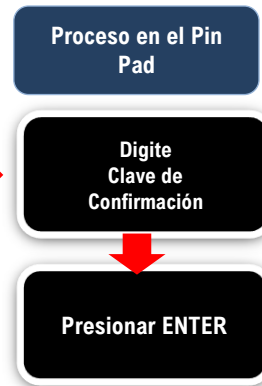 Proceso en el Pin
Pad
Digite
Clave de
Confirmación
Presionar ENTER